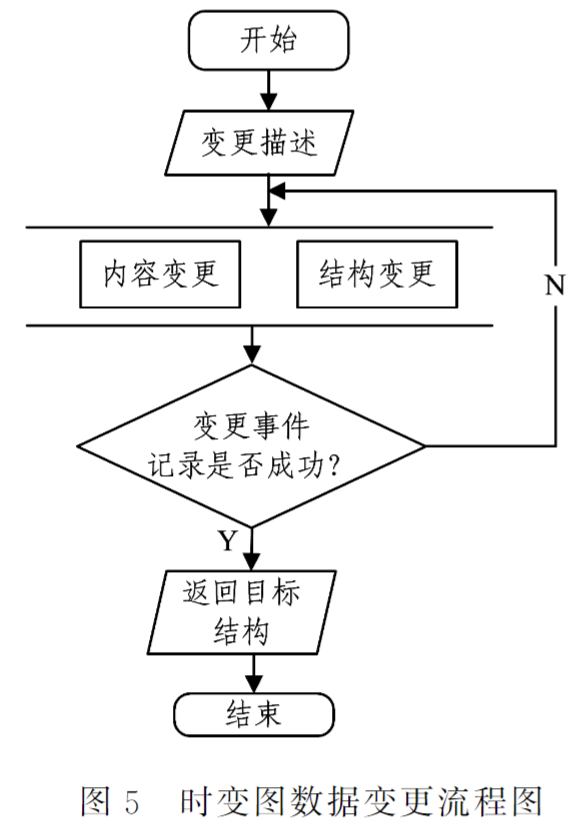 开始
变更描述
内容变更
结构变更
N
变更事件
记录是否成功?
Y
返回目标
结构
结束
图 5 时变图数据变更流程图